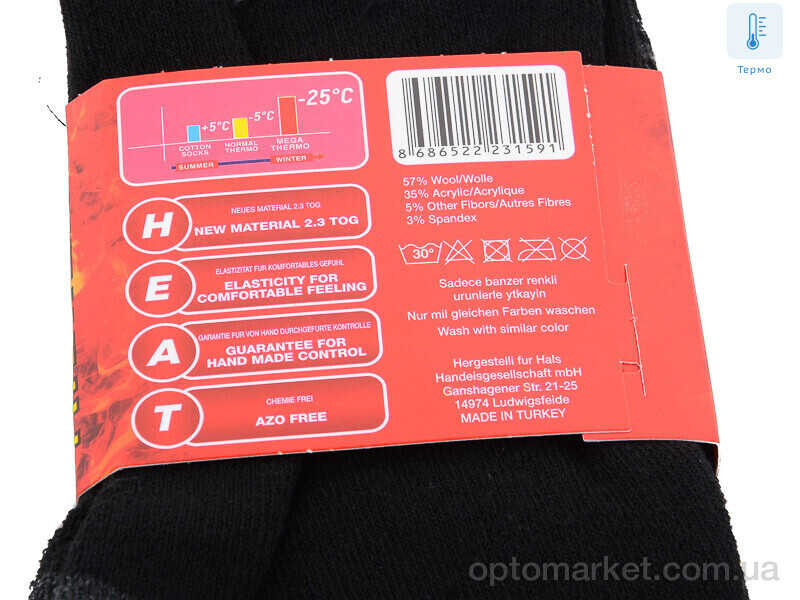 Термо
+5°C
-5°C
-25°C
COTTON SOCKS
NORMAL THERMO
MEGA THERMO
SUMMER
WINTER
8 686522 231591
57% Wool/Wolle
35% Acrylic/Acrylique
5% Other Fibors/Autres Fibres
3% Spandex
30°
Sadece banzer renkli
urunlerle ytkayin
Nur mil gleichen Farben waschen
Wash with similar color
Hergestelli fur Hals
Handeisgesellschaft mbH
Ganshagener Str. 21-25
14974 Ludwigsfeide
MADE IN TURKEY
H
NEUES MATERIAL 2.3 TOG
NEW MATERIAL 2.3 TOG
E
ELASTIZITAT FUR KOMFORTABLES GEFUHL
ELASTICITY FOR
COMFORTABLE FEELING
A
GARANTIE FUR VON HAND DURCHGEFURTE KONTROLLE
GUARANTEE FOR
HAND MADE CONTROL
T
CHEMIE FREI
AZO FREE
optomarket.com.ua